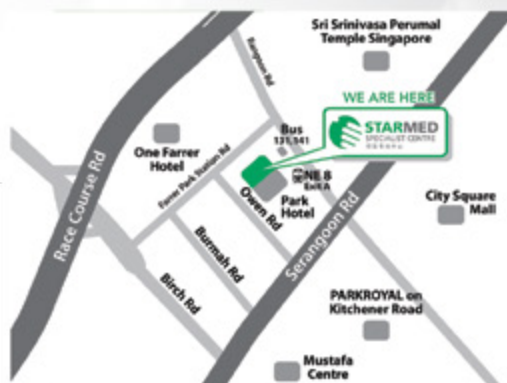 Sri Srinivasa Perumal
Temple Singapore
Rangoon Rd
WE ARE HERE
STARMED
SPECIALIST CENTRE
Bus
131,141
One Farrer
Hotel
Farrer Park Station Rd
NE 8
Exit A
Park
Hotel
Owen Rd
City Square
Mall
Race Course Rd
Burmah Rd
Serangoon Rd
Birch Rd
PARKROYAL on
Kitchener Road
Mustafa
Centre